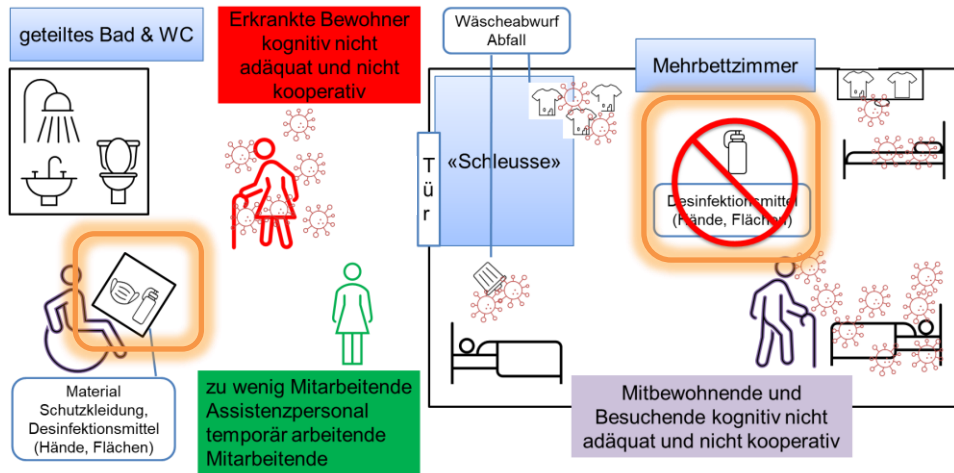 geteiltes Bad & WC
Erkrankte Bewohner
kognitiv nicht
adäquat und nicht
kooperativ
Wäscheabwurf
Abfall
Mehrbettzimmer
Tür
«Schleusse»
Desinfektionsmittel
(Hände, Flächen)
Material
Schutzkleidung,
Desinfektionsmittel
(Hände, Flächen)
zu wenig Mitarbeitende
Assistenzpersonal
temporär arbeitende
Mitarbeitende
Mitbewohnende und
Besuchende kognitiv nicht
adäquat und nicht kooperativ